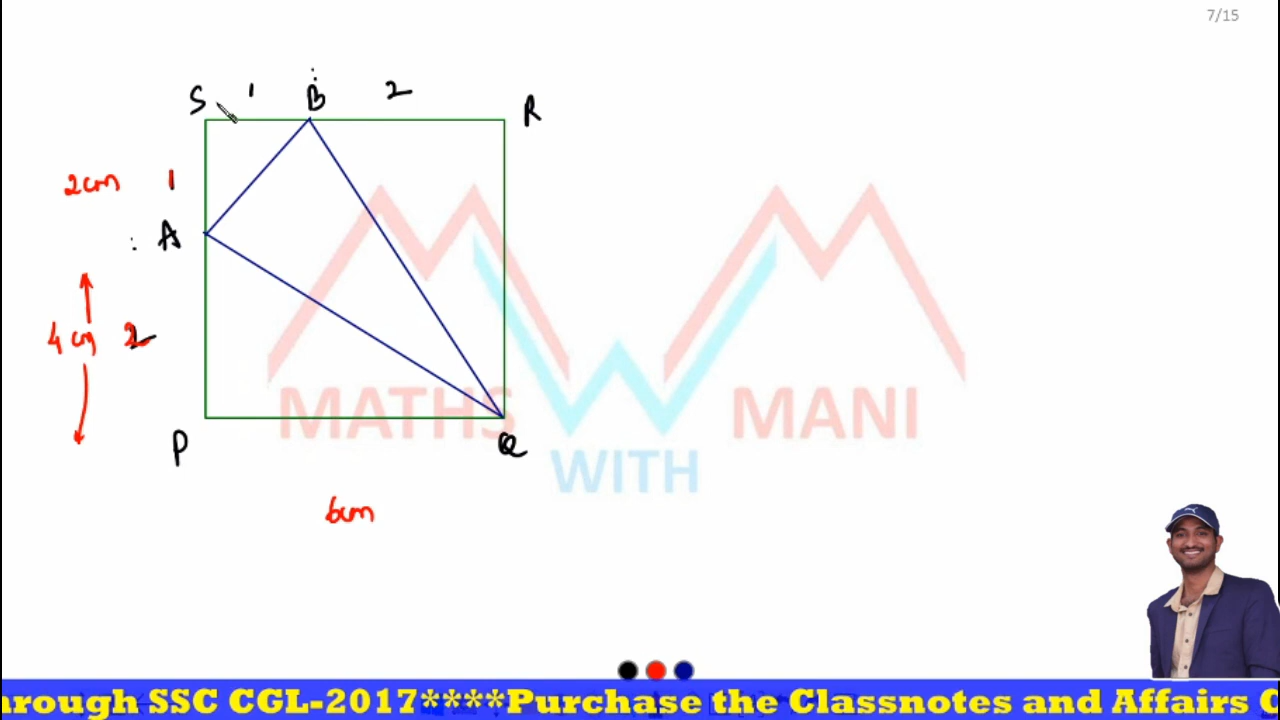 7/15
S 1 B 2 R
2cm 1
A
4cm 2
MATHS MANI
WITH
P Q
6cm
hrough SSC CGL-2017****Purchase the Classnotes and Affairs